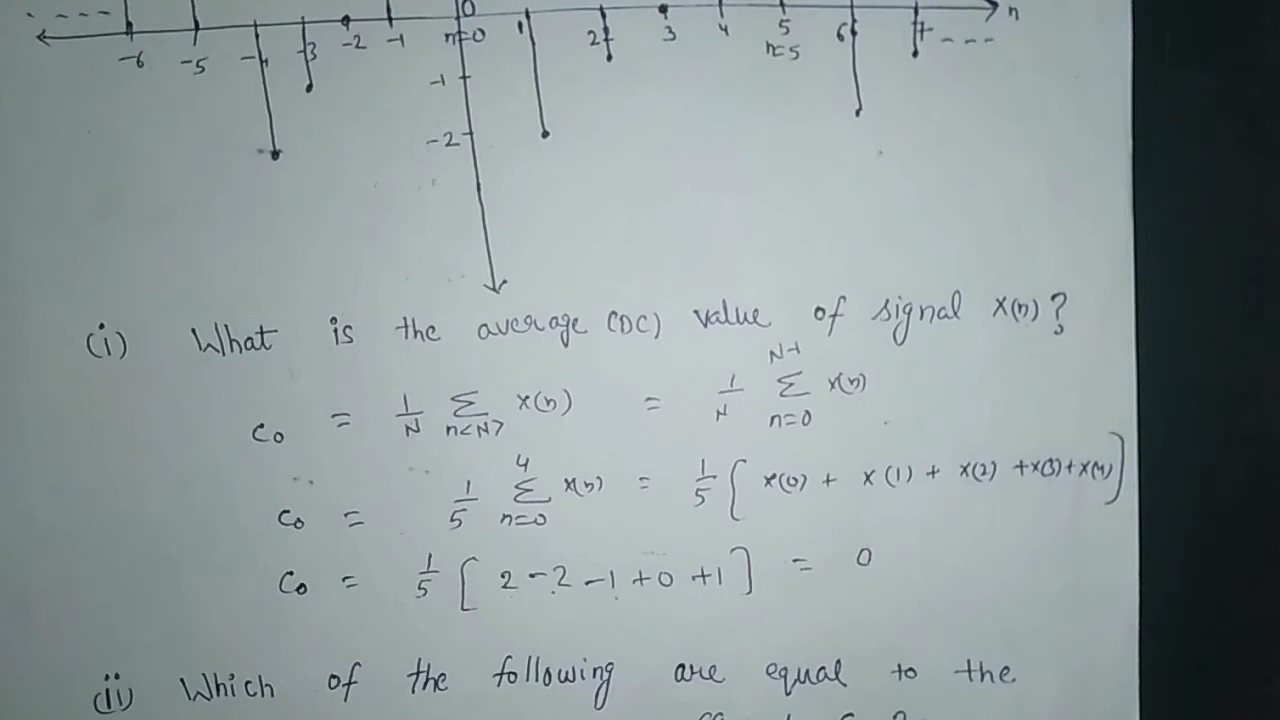 0 n
-6 -5 -4 -3 -2 -1 n=0 1 2 3 4 5 6 7
n=5
-1
-2
(i) What is the average (DC) value of signal x(n)?
C₀ = 1/N Σ n<N> x(n) = 1/N Σ n=0 N-1 x(n)
C₀ = 1/5 Σ n=0 4 x(n) = 1/5 [ x(0) + x(1) + x(2) + x(3) + x(4) ]
C₀ = 1/5 [ 2 -2 -1 +0 +1 ] = 0
(ii) Which of the following are equal to the